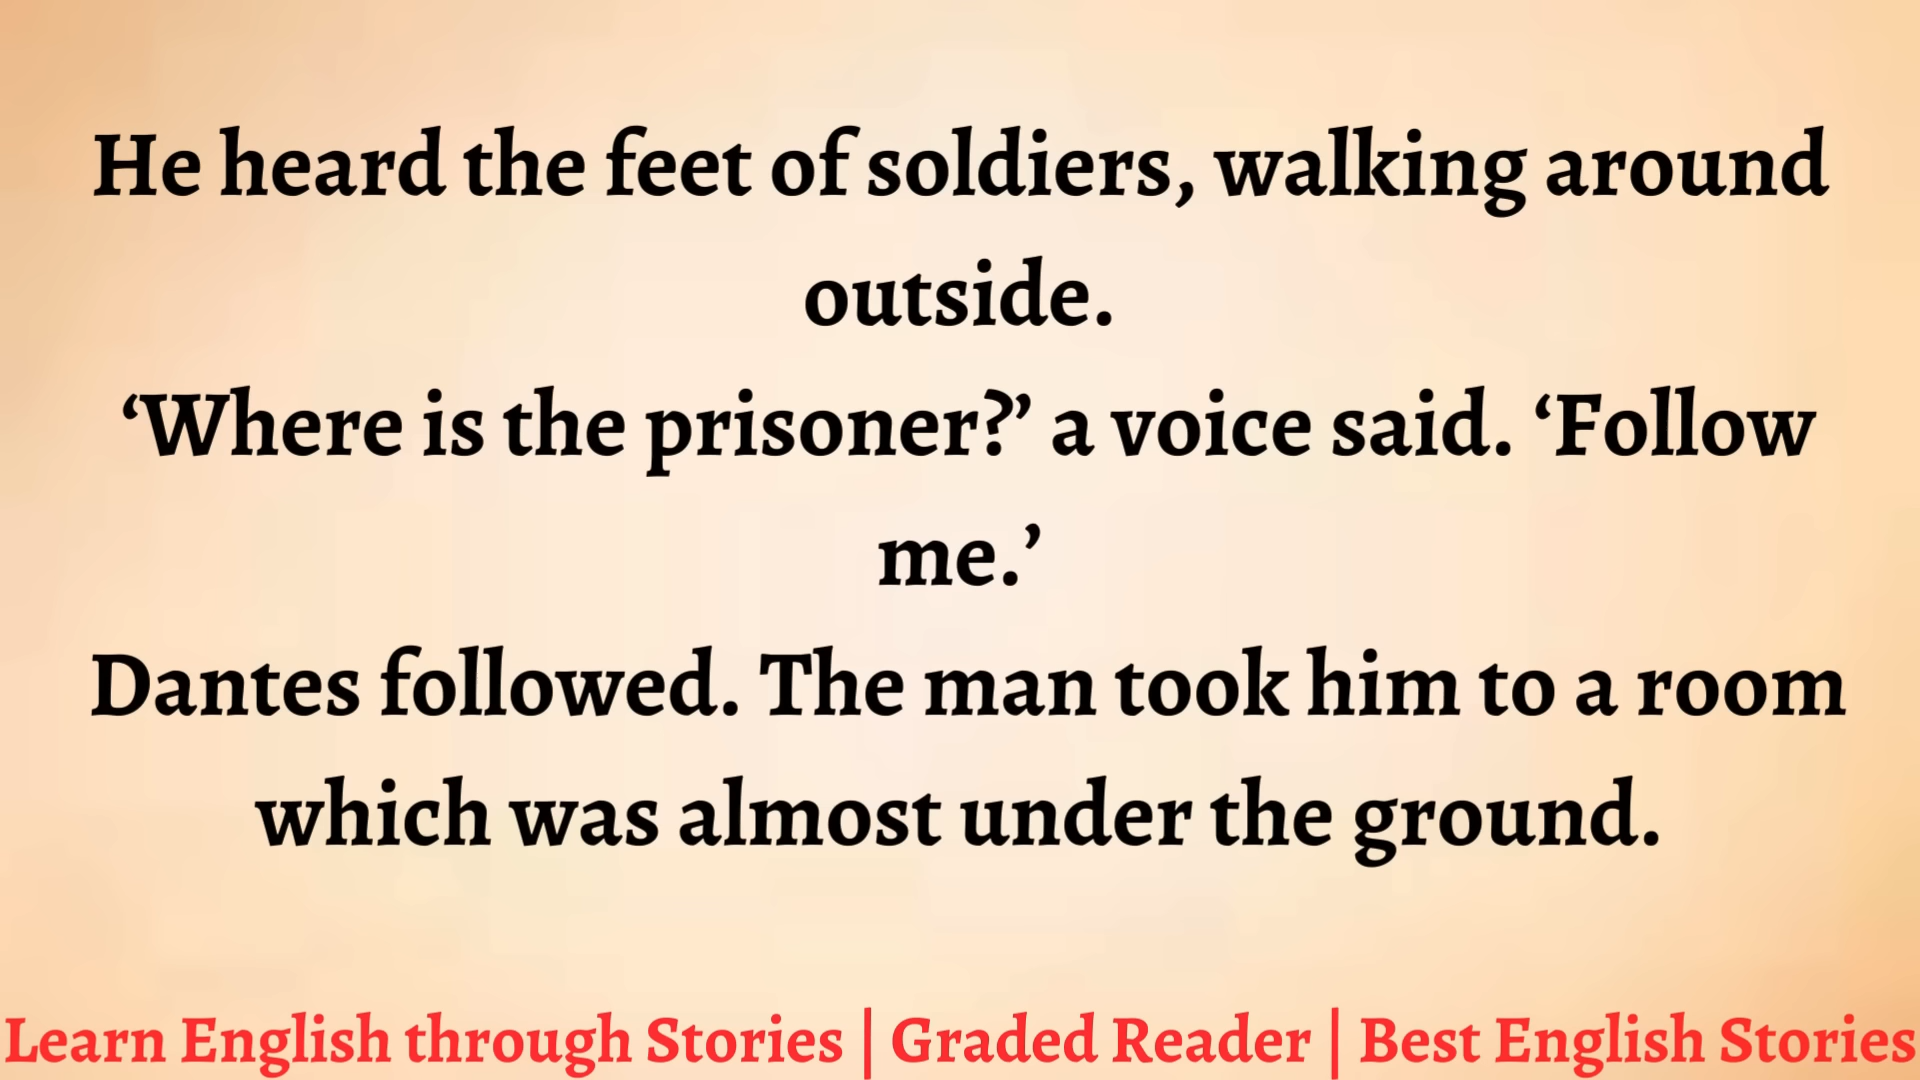 He heard the feet of soldiers, walking around
outside.
‘Where is the prisoner?’ a voice said. ‘Follow
me.’
Dantes followed. The man took him to a room
which was almost under the ground.
Learn English through Stories | Graded Reader | Best English Stories